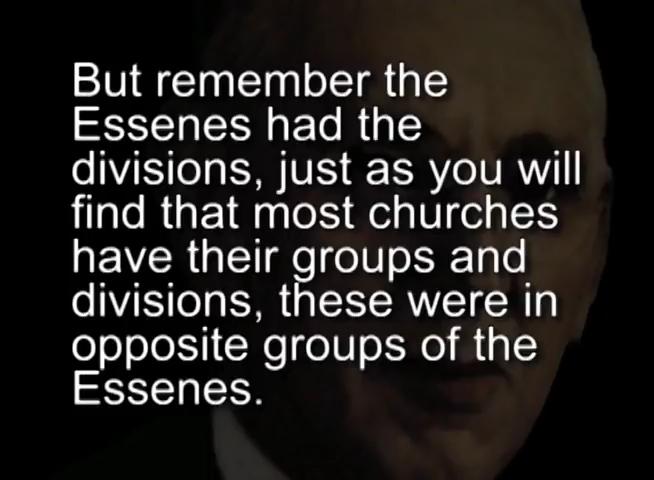 But remember the
Essenes had the
divisions, just as you will
find that most churches
have their groups and
divisions, these were in
opposite groups of the
Essenes.